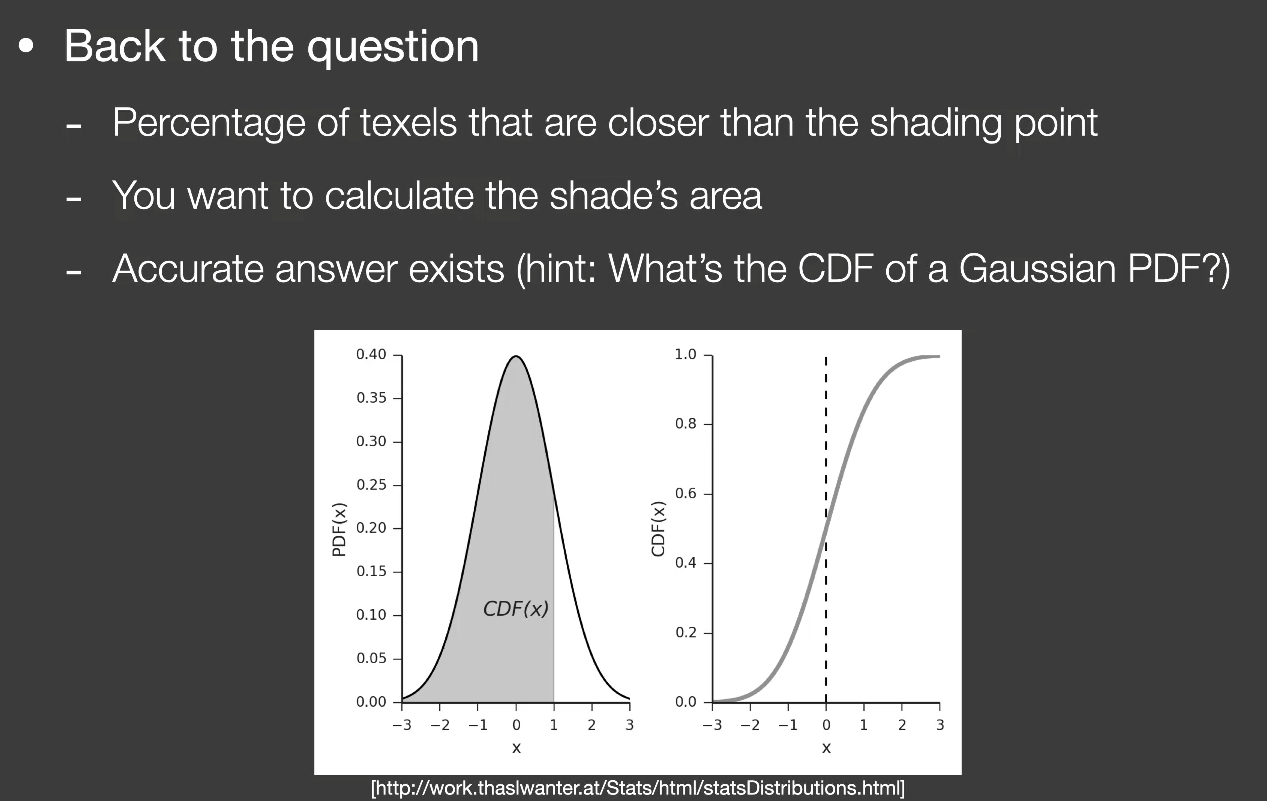 • Back to the question
- Percentage of texels that are closer than the shading point
- You want to calculate the shade's area
- Accurate answer exists (hint: What's the CDF of a Gaussian PDF?)
0.40
0.35
0.30
0.25
0.20
0.15
0.10
0.05
0.00
PDF(x)
CDF(x)
−3 −2 −1 0 1 2 3
x
1.0
0.8
0.6
0.4
0.2
0.0
CDF(x)
−3 −2 −1 0 1 2 3
x
[http://work.thaslwanter.at/Stats/html/statsDistributions.html]